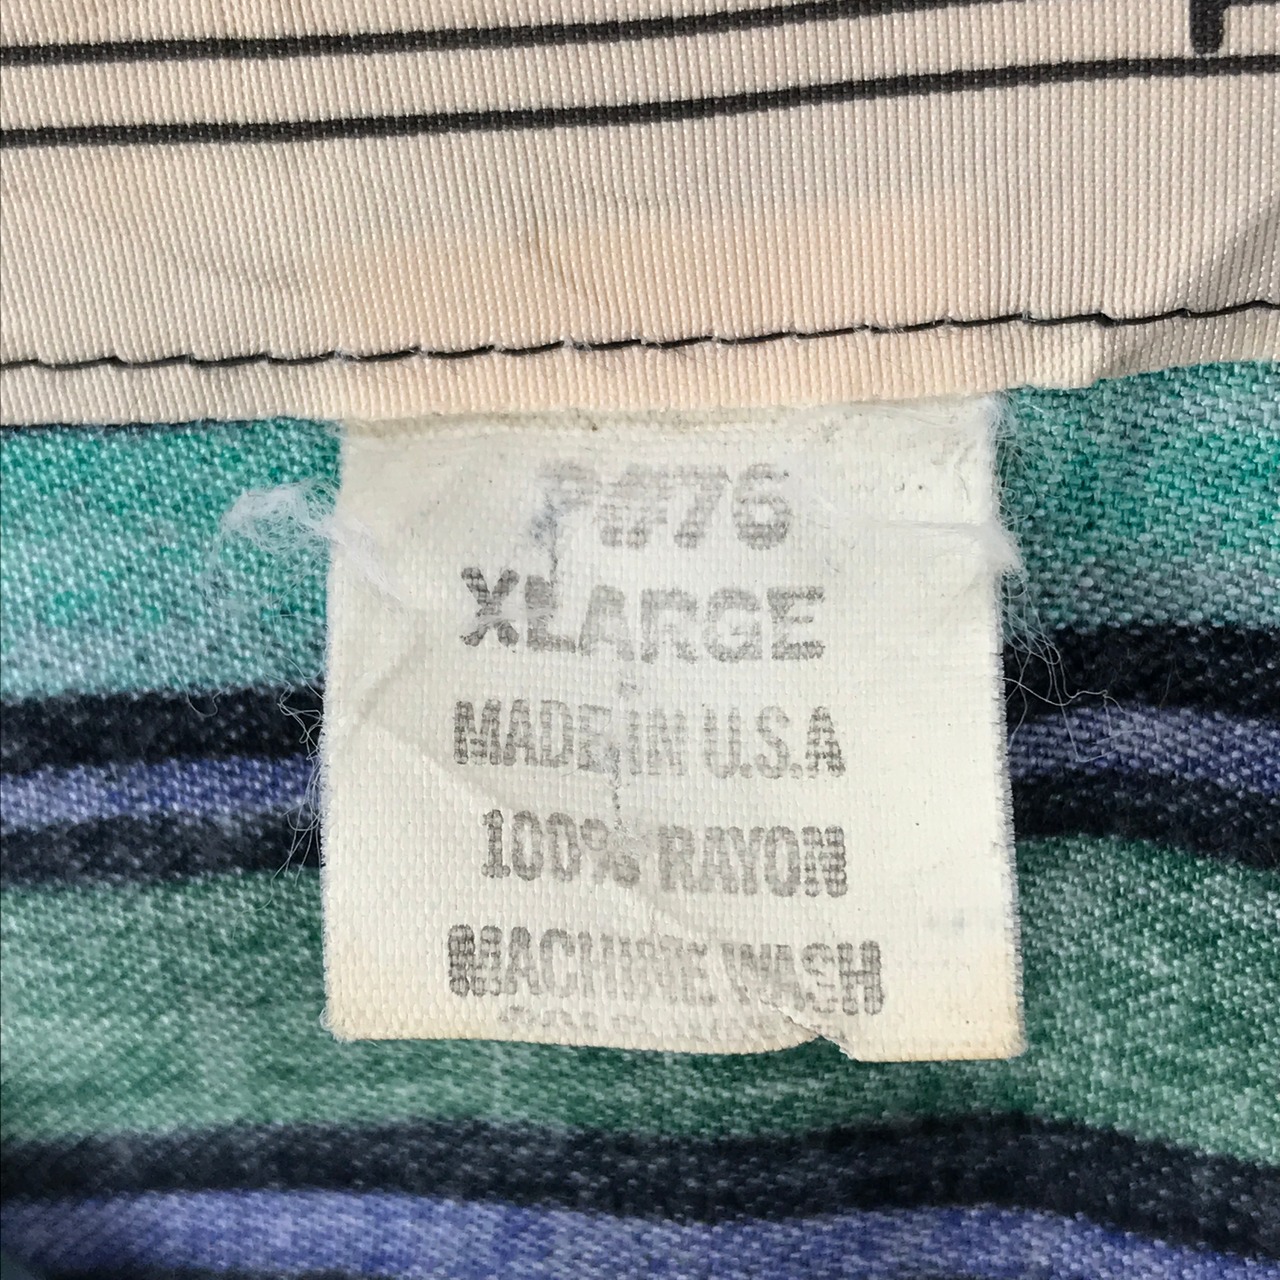 P#76
XLARGE
MADE IN U.S.A
100% RAYON
MACHINE WASH